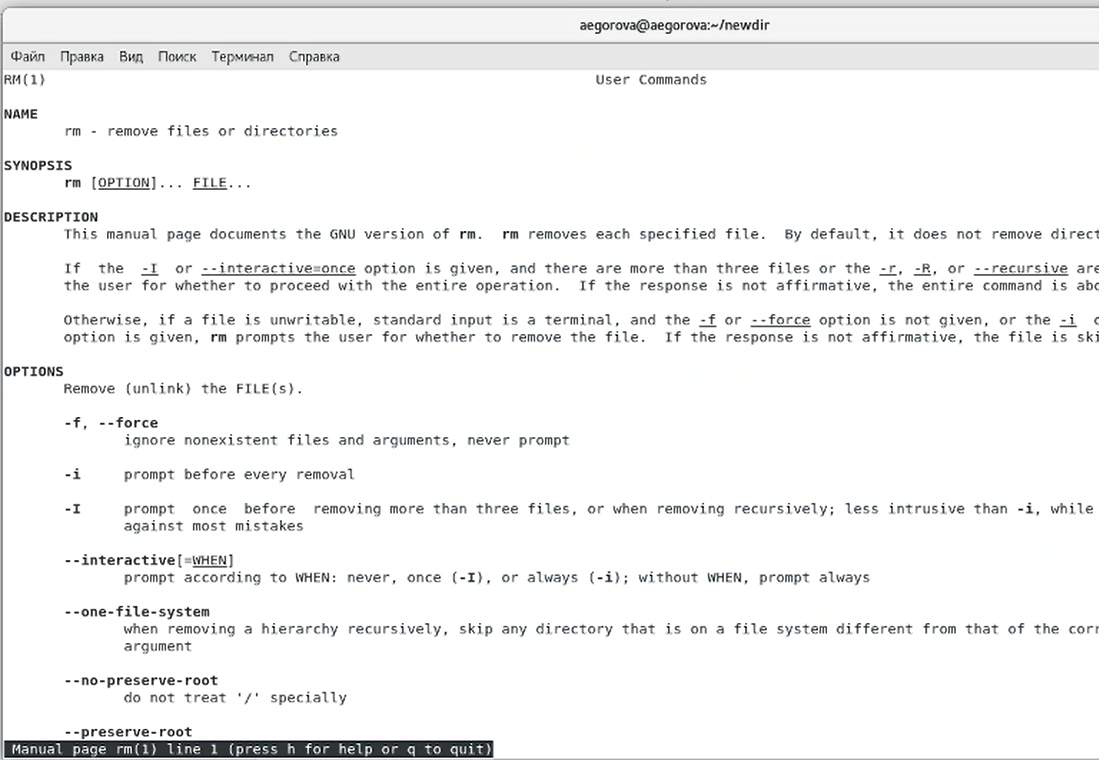 aegorova@aegorova:~/newdir
Файл Правка Вид Поиск Терминал Справка
RM(1) User Commands
NAME
rm - remove files or directories
SYNOPSIS
rm [OPTION]... FILE...
DESCRIPTION
This manual page documents the GNU version of rm. rm removes each specified file. By default, it does not remove direct
If the -I or --interactive=once option is given, and there are more than three files or the -r, -R, or --recursive are
the user for whether to proceed with the entire operation. If the response is not affirmative, the entire command is abo
Otherwise, if a file is unwritable, standard input is a terminal, and the -f or --force option is not given, or the -i
option is given, rm prompts the user for whether to remove the file. If the response is not affirmative, the file is ski
OPTIONS
Remove (unlink) the FILE(s).
-f, --force
ignore nonexistent files and arguments, never prompt
-i prompt before every removal
-I prompt once before removing more than three files, or when removing recursively; less intrusive than -i, while
against most mistakes
--interactive[=WHEN]
prompt according to WHEN: never, once (-I), or always (-i); without WHEN, prompt always
--one-file-system
when removing a hierarchy recursively, skip any directory that is on a file system different from that of the corr
argument
--no-preserve-root
do not treat '/' specially
--preserve-root
Manual page rm(1) line 1 (press h for help or q to quit)